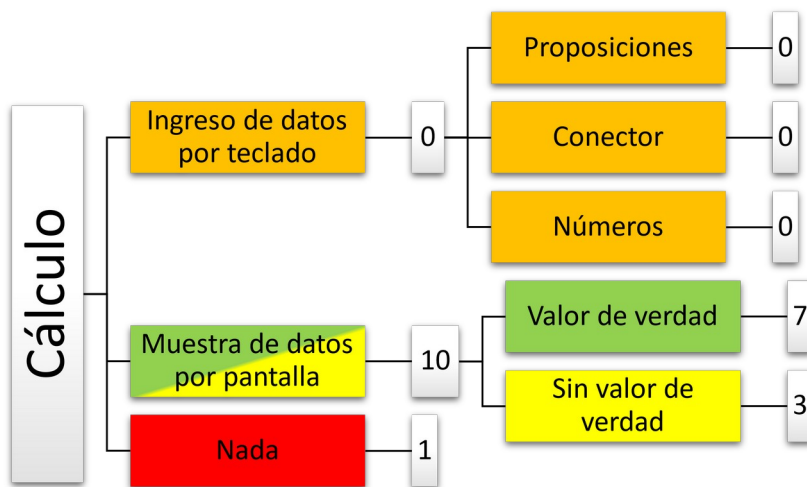 Cálculo
Ingreso de datos
por teclado
0
Proposiciones
0
Conector
0
Números
0
Muestra de datos
por pantalla
10
Valor de verdad
7
Sin valor de
verdad
3
Nada
1